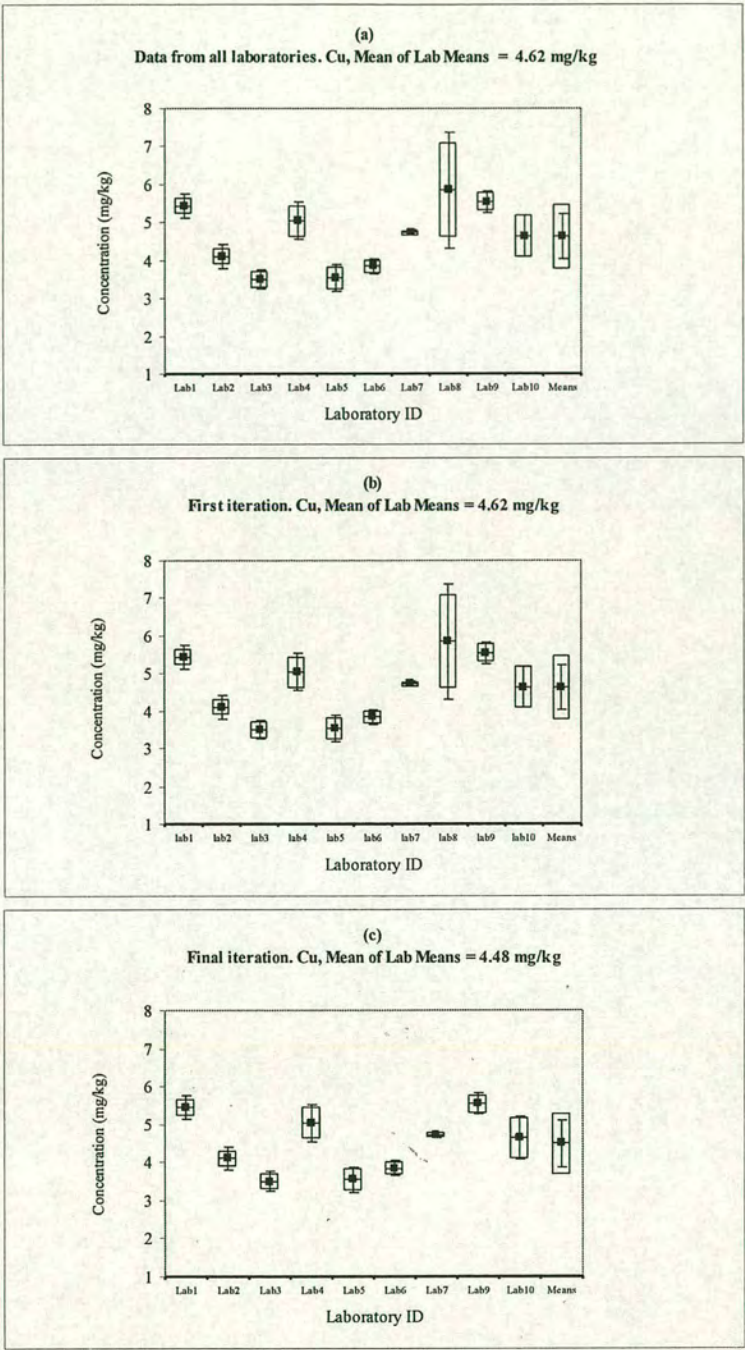 (a)
Data from all laboratories. Cu, Mean of Lab Means = 4.62 mg/kg
8
7
6
5
4
3
2
1
Concentration (mg/kg)
Lab1 Lab2 Lab3 Lab4 Lab5 Lab6 Lab7 Lab8 Lab9 Lab10 Means
Laboratory ID
(b)
First iteration. Cu, Mean of Lab Means = 4.62 mg/kg
8
7
6
5
4
3
2
1
Concentration (mg/kg)
lab1 lab2 lab3 lab4 lab5 lab6 lab7 lab8 lab9 lab10 Means
Laboratory ID
(c)
Final iteration. Cu, Mean of Lab Means = 4.48 mg/kg
8
7
6
5
4
3
2
1
Concentration (mg/kg)
Lab1 Lab2 Lab3 Lab4 Lab5 Lab6 Lab7 Lab9 Lab10 Means
Laboratory ID